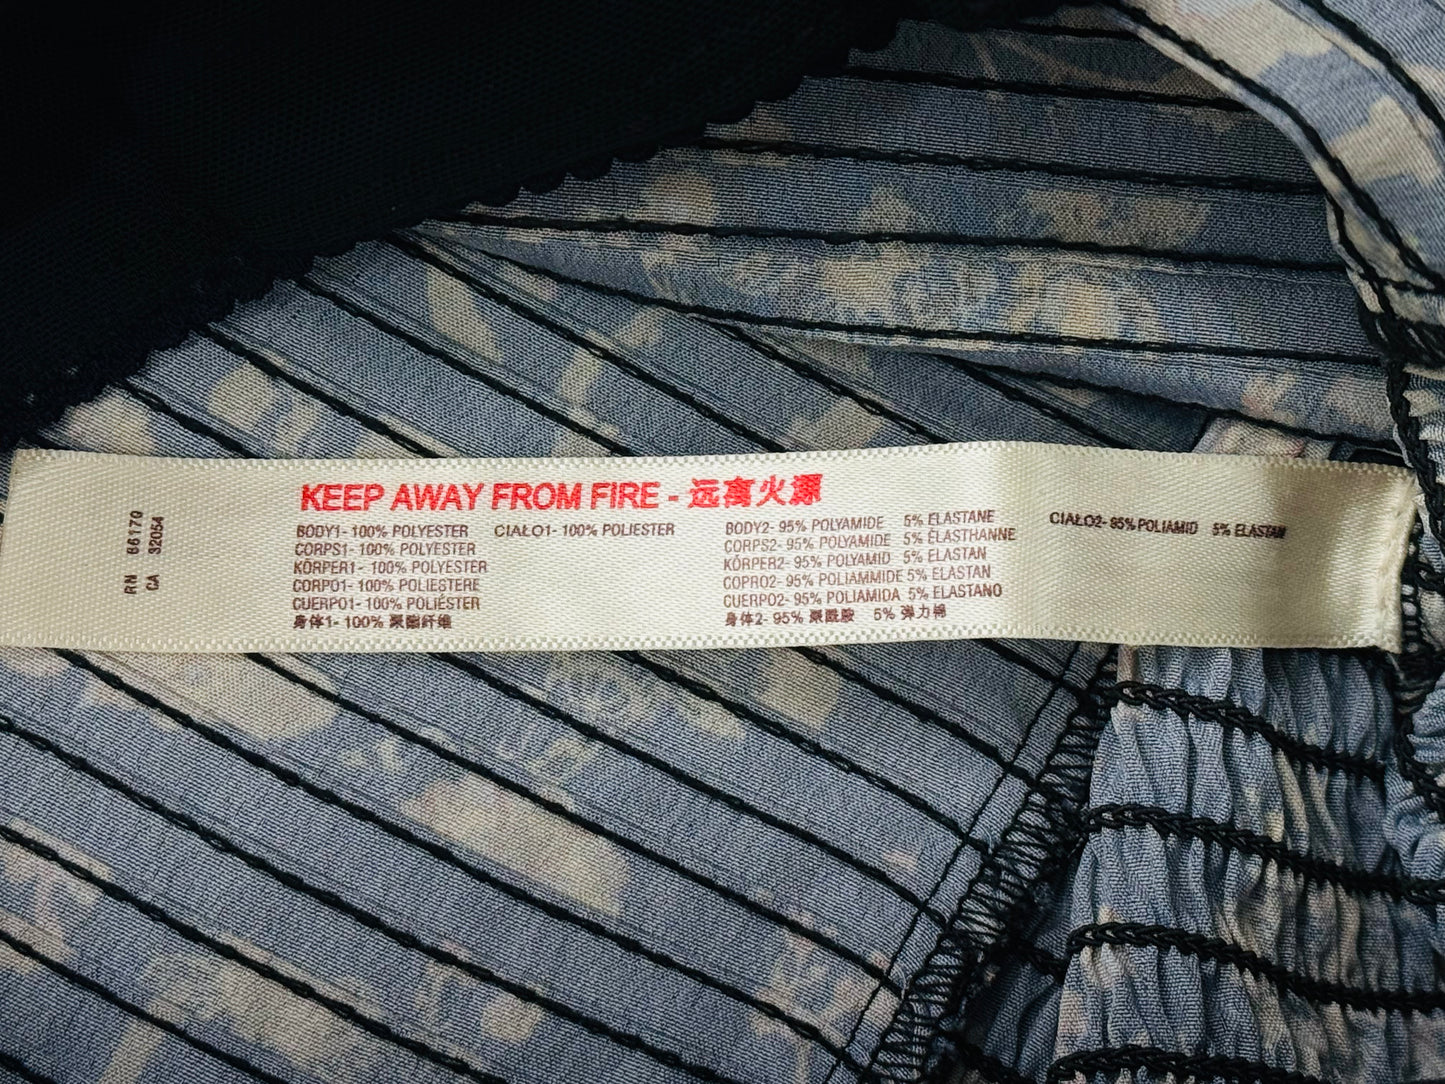 RN 66170
CA 32054
KEEP AWAY FROM FIRE - 远离火源
BODY1- 100% POLYESTER
CORPS1- 100% POLYESTER
KÖRPER1- 100% POLYESTER
CORPO1- 100% POLIESTERE
CUERPO1- 100% POLIÉSTER
身体1- 100% 聚酯纤维
CIAŁO1- 100% POLIESTER
BODY2- 95% POLYAMIDE 5% ELASTANE
CORPS2- 95% POLYAMIDE 5% ÉLASTHANNE
KÖRPER2- 95% POLYAMID 5% ELASTAN
COPRO2- 95% POLIAMMIDE 5% ELASTAN
CUERPO2- 95% POLIAMIDA 5% ELASTANO
身体2- 95% 聚酰胺 5% 弹力棉
CIAŁO2- 95% POLIAMID 5% ELASTAN